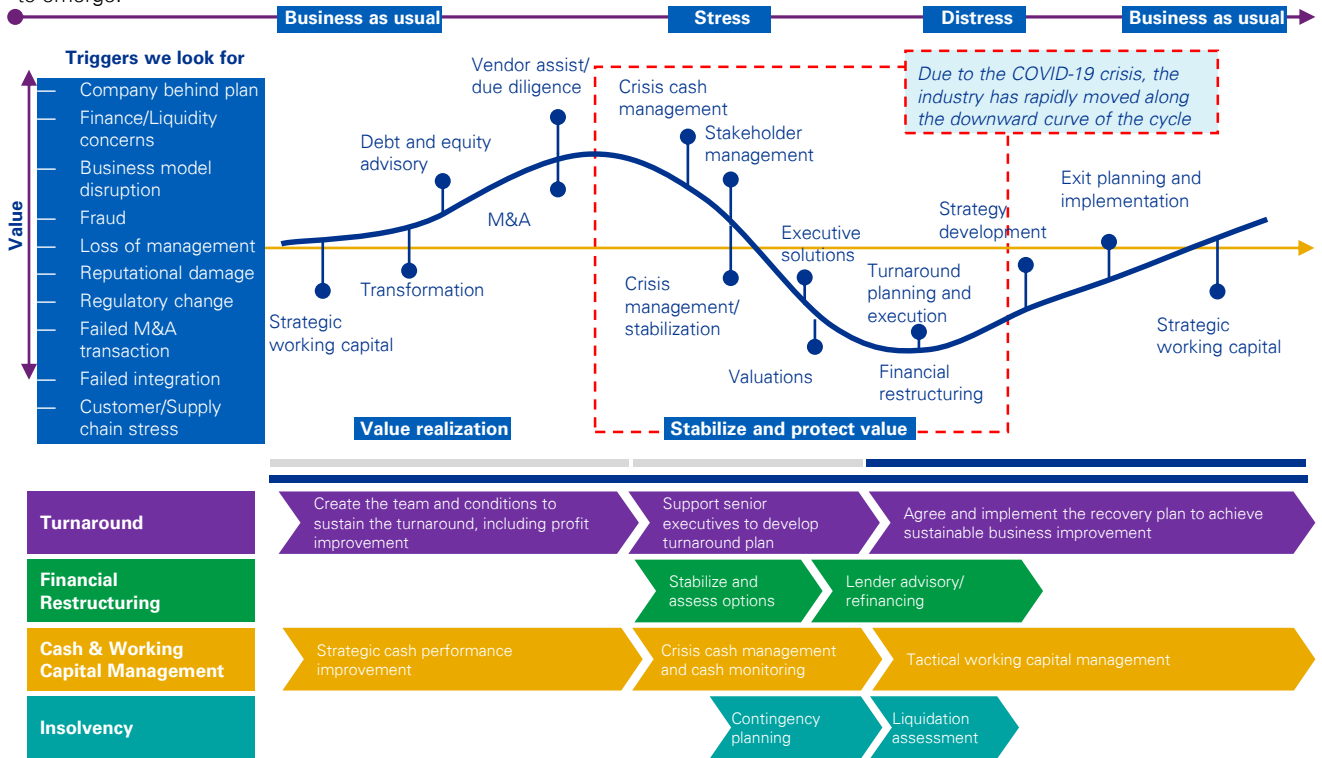 to emerge.
Business as usual
Stress
Distress
Business as usual
Triggers we look for
Value
— Company behind plan
— Finance/Liquidity
concerns
— Business model
disruption
— Fraud
— Loss of management
— Reputational damage
— Regulatory change
— Failed M&A
transaction
— Failed integration
— Customer/Supply
chain stress
Strategic
working capital
Transformation
Debt and equity
advisory
Vendor assist/
due diligence
M&A
Crisis cash
management
Stakeholder
management
Crisis
management/
stabilization
Executive
solutions
Valuations
Turnaround
planning and
execution
Financial
restructuring
Strategy
development
Exit planning and
implementation
Strategic
working capital
Due to the COVID-19 crisis, the
industry has rapidly moved along
the downward curve of the cycle
Value realization
Stabilize and protect value
Turnaround
Create the team and conditions to
sustain the turnaround, including profit
improvement
Support senior
executives to develop
turnaround plan
Agree and implement the recovery plan to achieve
sustainable business improvement
Financial
Restructuring
Stabilize and
assess options
Lender advisory/
refinancing
Cash & Working
Capital Management
Strategic cash performance
improvement
Crisis cash management
and cash monitoring
Tactical working capital management
Insolvency
Contingency
planning
Liquidation
assessment